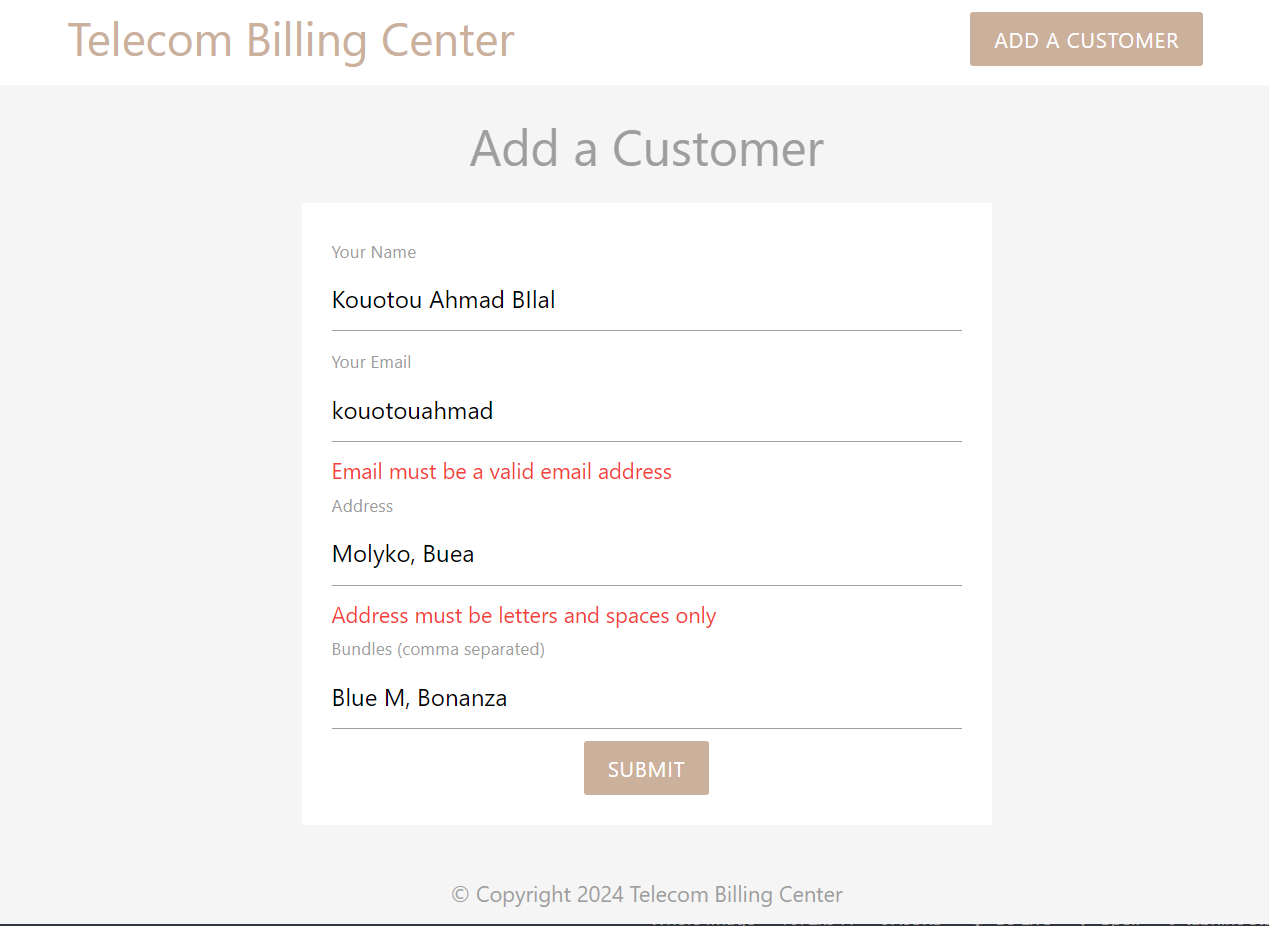 Telecom Billing Center
ADD A CUSTOMER
Add a Customer
Your Name
Kouotou Ahmad BIlal
Your Email
kouotouahmad
Email must be a valid email address
Address
Molyko, Buea
Address must be letters and spaces only
Bundles (comma separated)
Blue M, Bonanza
SUBMIT
© Copyright 2024 Telecom Billing Center